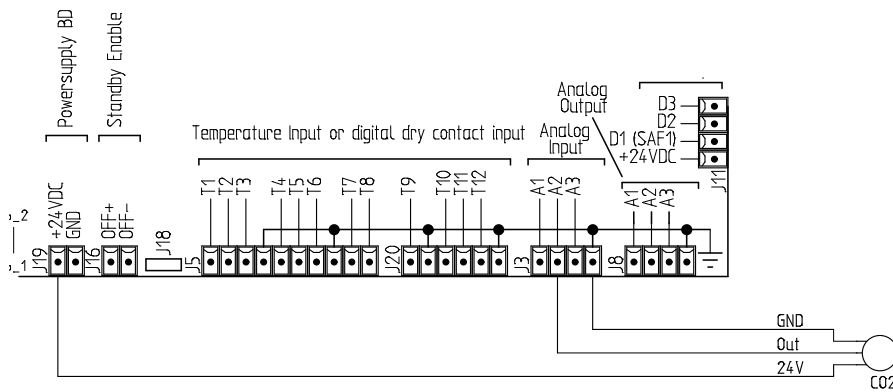 Powersupply BD
Standby Enable
Temperature Input or digital dry contact input
Analog
Input
Analog
Output
D3
D2
D1 (SAF1)
+24VDC
J11
+24VDC
GND
OFF+
OFF-
T1
T2
T3
T4
T5
T6
T7
T8
T9
T10
T11
T12
A1
A2
A3
A1
A2
A3
_2
_1
J19
J16
J18
J5
J20
J3
J8
GND
Out
24V
CO2